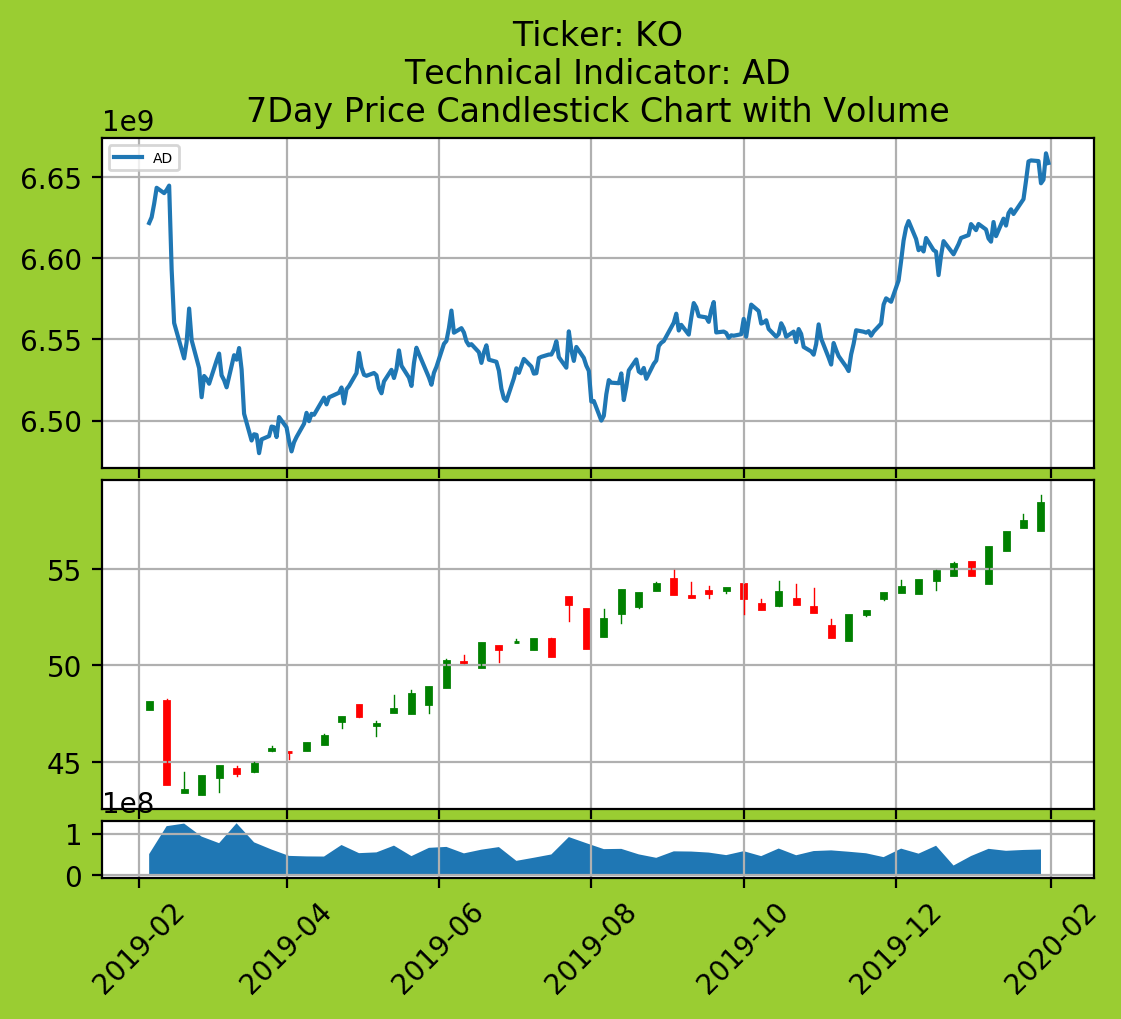 Ticker: KO
Technical Indicator: AD
7Day Price Candlestick Chart with Volume
1e9
AD
6.65
6.60
6.55
6.50
55
50
45
1e8
1
0
2019-02
2019-04
2019-06
2019-08
2019-10
2019-12
2020-02